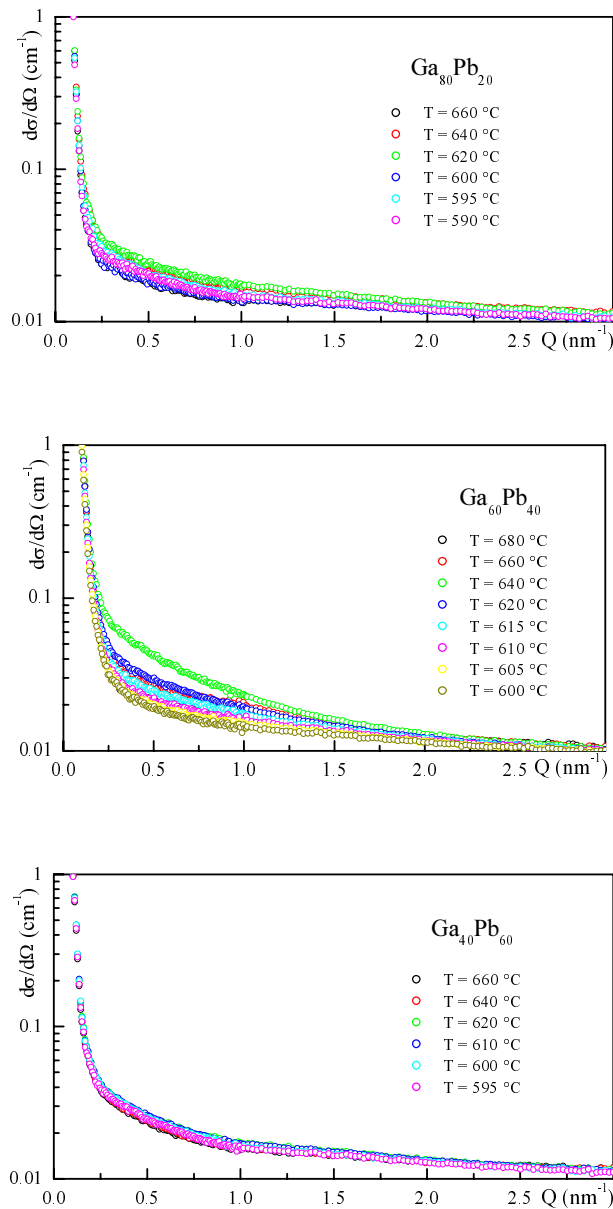 1
dσ/dΩ (cm⁻¹)
0.1
0.01
Ga₈₀Pb₂₀
T = 660 °C
T = 640 °C
T = 620 °C
T = 600 °C
T = 595 °C
T = 590 °C
0.0 0.5 1.0 1.5 2.0 2.5
Q (nm⁻¹)
1
dσ/dΩ (cm⁻¹)
0.1
0.01
Ga₆₀Pb₄₀
T = 680 °C
T = 660 °C
T = 640 °C
T = 620 °C
T = 615 °C
T = 610 °C
T = 605 °C
T = 600 °C
0.0 0.5 1.0 1.5 2.0 2.5
Q (nm⁻¹)
1
dσ/dΩ (cm⁻¹)
0.1
0.01
Ga₄₀Pb₆₀
T = 660 °C
T = 640 °C
T = 620 °C
T = 610 °C
T = 600 °C
T = 595 °C
0.0 0.5 1.0 1.5 2.0 2.5
Q (nm⁻¹)